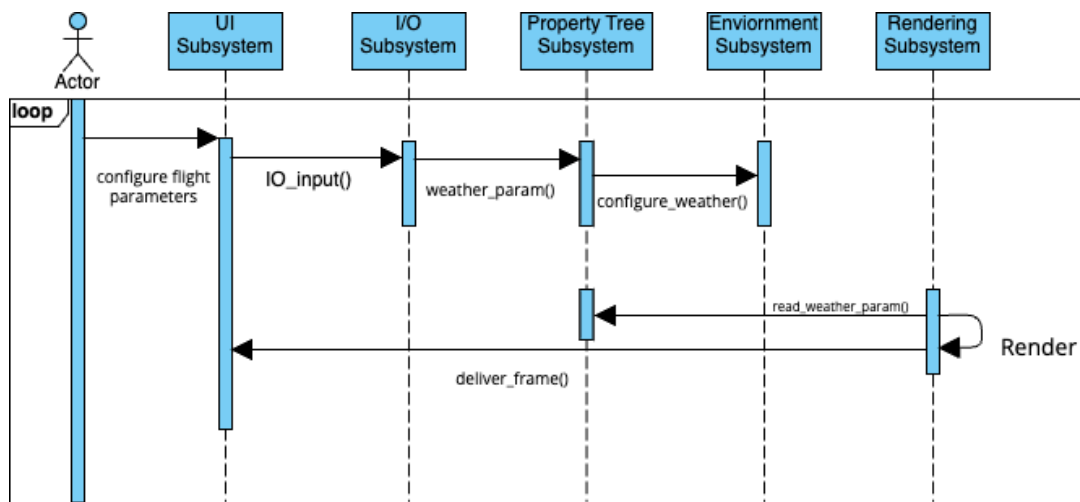 UI
Subsystem
I/O
Subsystem
Property Tree
Subsystem
Enviornment
Subsystem
Rendering
Subsystem
Actor
loop
configure flight
parameters
IO_input()
weather_param()
configure_weather()
read_weather_param()
Render
deliver_frame()